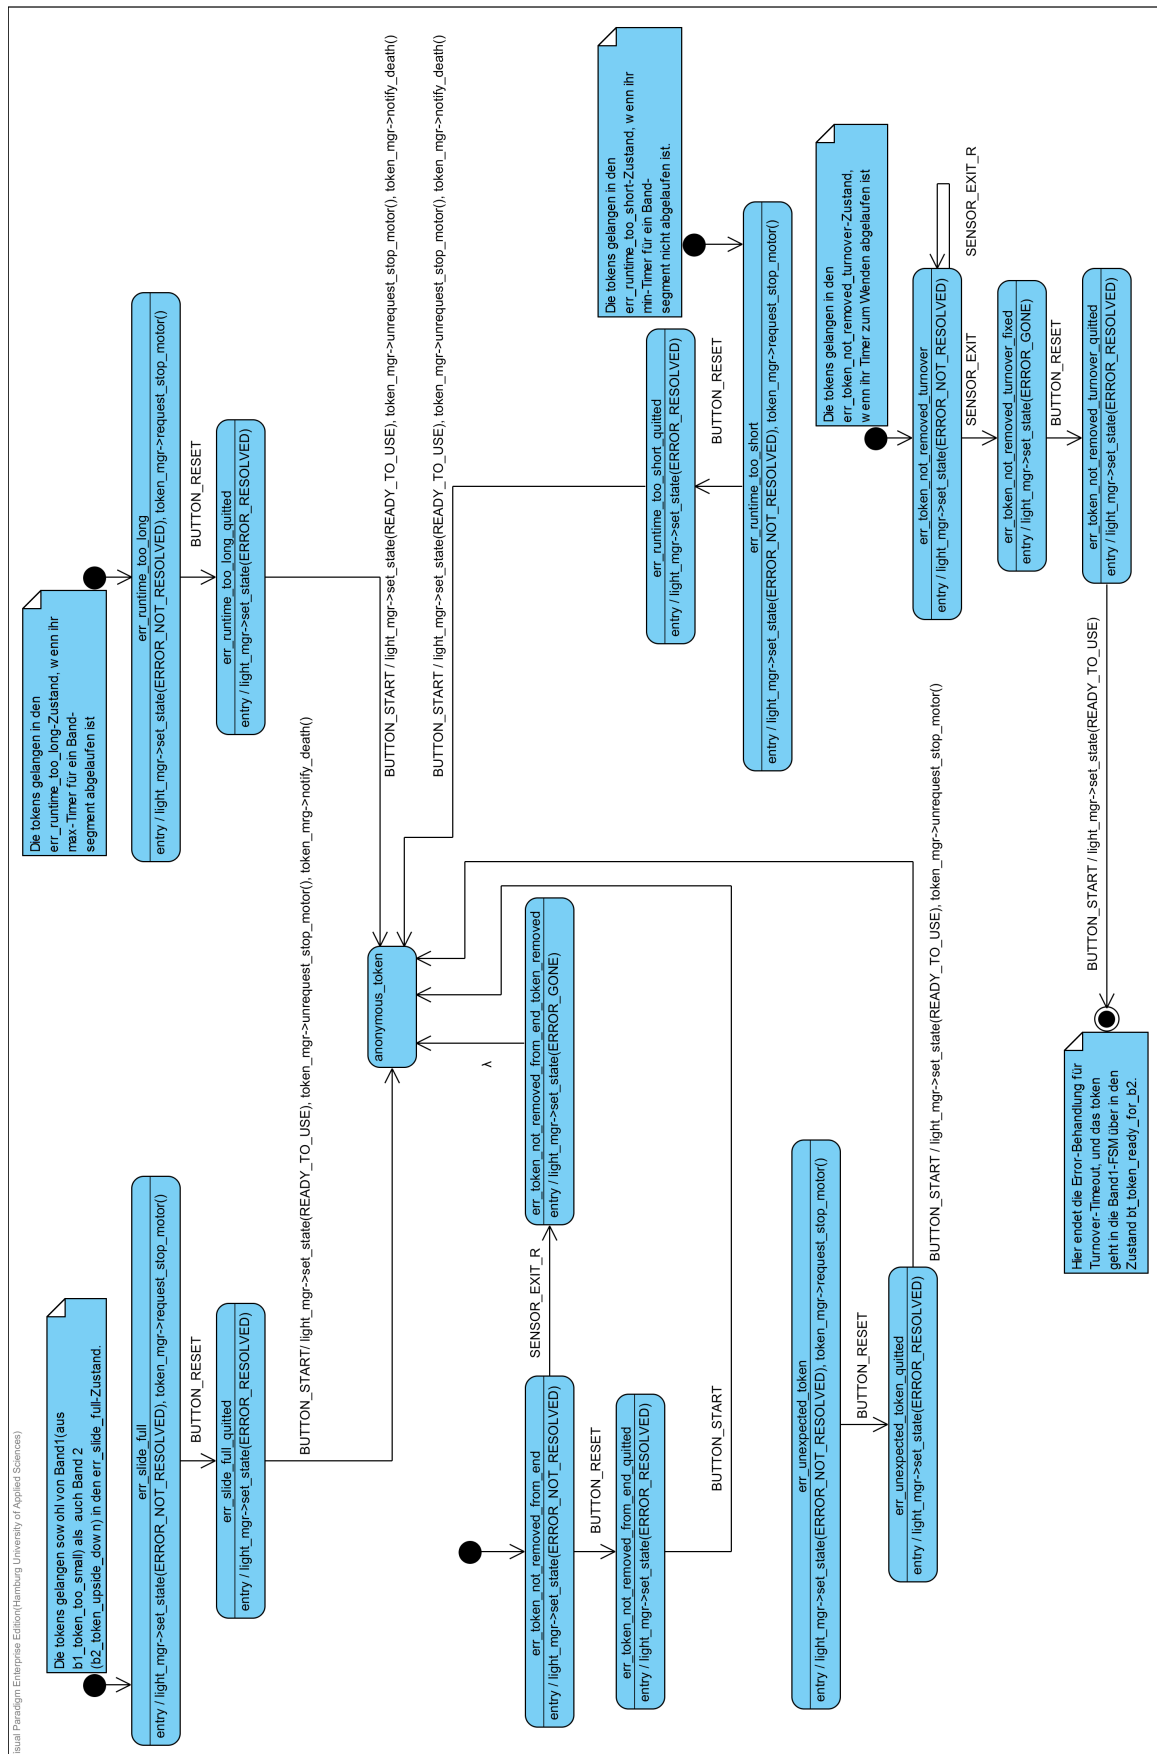 isual Paradigm Enterprise Edition(Hamburg University of Applied Sciences)
Die tokens gelangen sowohl von Band1(aus
b1_token_too_small) als auch Band 2
(b2_token_upside_down) in den err_slide_full-Zustand.
err_slide_full
entry / light_mgr->set_state(ERROR_NOT_RESOLVED), token_mgr->request_stop_motor()
BUTTON_RESET
err_slide_full_quitted
entry / light_mgr->set_state(ERROR_RESOLVED)
BUTTON_START/ light_mgr->set_state(READY_TO_USE), token_mgr->unrequest_stop_motor(), token_mrg->notify_death()
Die tokens gelangen in den
err_runtime_too_long-Zustand, wenn ihr
max-Timer für ein Band-
segment abgelaufen ist
err_runtime_too_long
entry / light_mgr->set_state(ERROR_NOT_RESOLVED), token_mgr->request_stop_motor()
BUTTON_RESET
err_runtime_too_long_quitted
entry / light_mgr->set_state(ERROR_RESOLVED)
BUTTON_START / light_mgr->set_state(READY_TO_USE), token_mgr->unrequest_stop_motor(), token_mgr->notify_death()
BUTTON_START / light_mgr->set_state(READY_TO_USE), token_mgr->unrequest_stop_motor(), token_mgr->notify_death()
anonymous_token
λ
err_token_not_removed_from_end_token_removed
entry / light_mgr->set_state(ERROR_GONE)
SENSOR_EXIT_R
err_token_not_removed_from_end
entry / light_mgr->set_state(ERROR_NOT_RESOLVED)
BUTTON_RESET
err_token_not_removed_from_end_quitted
entry / light_mgr->set_state(ERROR_RESOLVED)
BUTTON_START
Die tokens gelangen in den
err_runtime_too_short-Zustand, wenn ihr
min-Timer für ein Band-
segment nicht abgelaufen ist.
err_runtime_too_short_quitted
entry / light_mgr->set_state(ERROR_RESOLVED)
BUTTON_RESET
err_runtime_too_short
entry / light_mgr->set_state(ERROR_NOT_RESOLVED), token_mgr->request_stop_motor()
err_unexpected_token
entry / light_mgr->set_state(ERROR_NOT_RESOLVED), token_mgr->request_stop_motor()
BUTTON_RESET
err_unexpected_token_quitted
entry / light_mgr->set_state(ERROR_RESOLVED)
BUTTON_START / light_mgr->set_state(READY_TO_USE), token_mgr->unrequest_stop_motor()
Die tokens gelangen in den
err_token_not_removed_turnover-Zustand,
wenn ihr Timer zum Wenden abgelaufen ist
err_token_not_removed_turnover
entry / light_mgr->set_state(ERROR_NOT_RESOLVED)
SENSOR_EXIT_R
SENSOR_EXIT
err_token_not_removed_turnover_fixed
entry / light_mgr->set_state(ERROR_GONE)
BUTTON_RESET
err_token_not_removed_turnover_quitted
entry / light_mgr->set_state(ERROR_RESOLVED)
BUTTON_START / light_mgr->set_state(READY_TO_USE)
Hier endet die Error-Behandlung für
Turnover-Timeout, und das token
geht in die Band1-FSM über in den
Zustand bt_token_ready_for_b2.